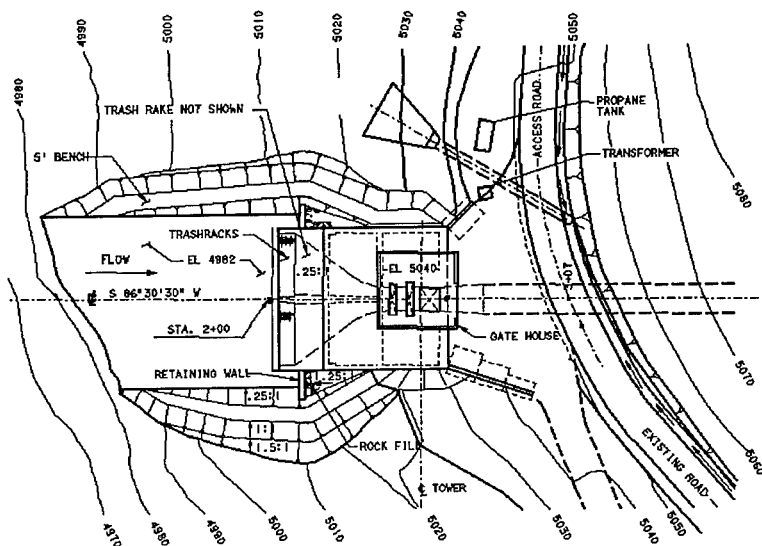 4980
4990
5000
5010
5020
5030
5040
5050
TRASH RAKE NOT SHOWN
PROPANE
TANK
ACCESS ROAD
TRANSFORMER
5' BENCH
5080
TRASHRACKS
FLOW
EL 4982
.25:1
EL 5040
S 86°30'30" W
3+07
STA. 2+00
GATE HOUSE
RETAINING WALL
.25:1
.25:1
5070
1:1
1.5:1
ROCK FILL
EXISTING ROAD
5060
℄ TOWER
4970
4980
4990
5000
5010
5020
5030
5040
5050